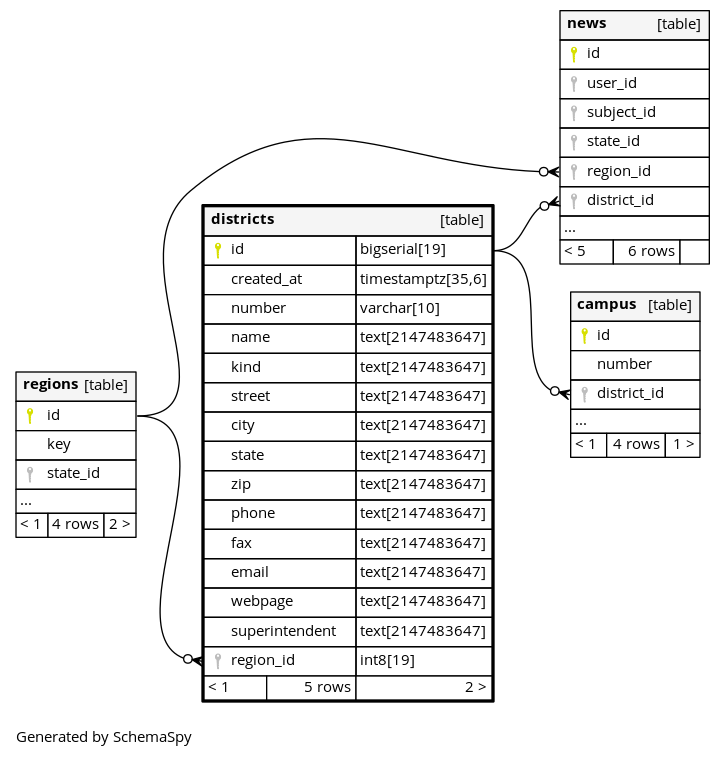 news [table]
id
user_id
subject_id
state_id
region_id
district_id
...
< 5 6 rows
districts [table]
id bigserial[19]
created_at timestamptz[35,6]
number varchar[10]
name text[2147483647]
kind text[2147483647]
street text[2147483647]
city text[2147483647]
state text[2147483647]
zip text[2147483647]
phone text[2147483647]
fax text[2147483647]
email text[2147483647]
webpage text[2147483647]
superintendent text[2147483647]
region_id int8[19]
< 1 5 rows 2 >
campus [table]
id
number
district_id
...
< 1 4 rows 1 >
regions [table]
id
key
state_id
...
< 1 4 rows 2 >
Generated by SchemaSpy